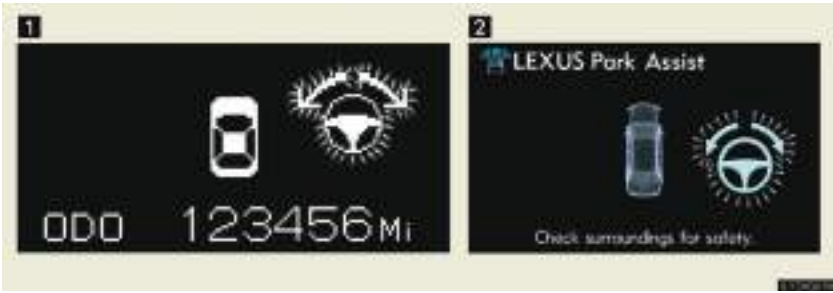 1
ODO 123456Mi
2
LEXUS Park Assist
Check surroundings for safety.